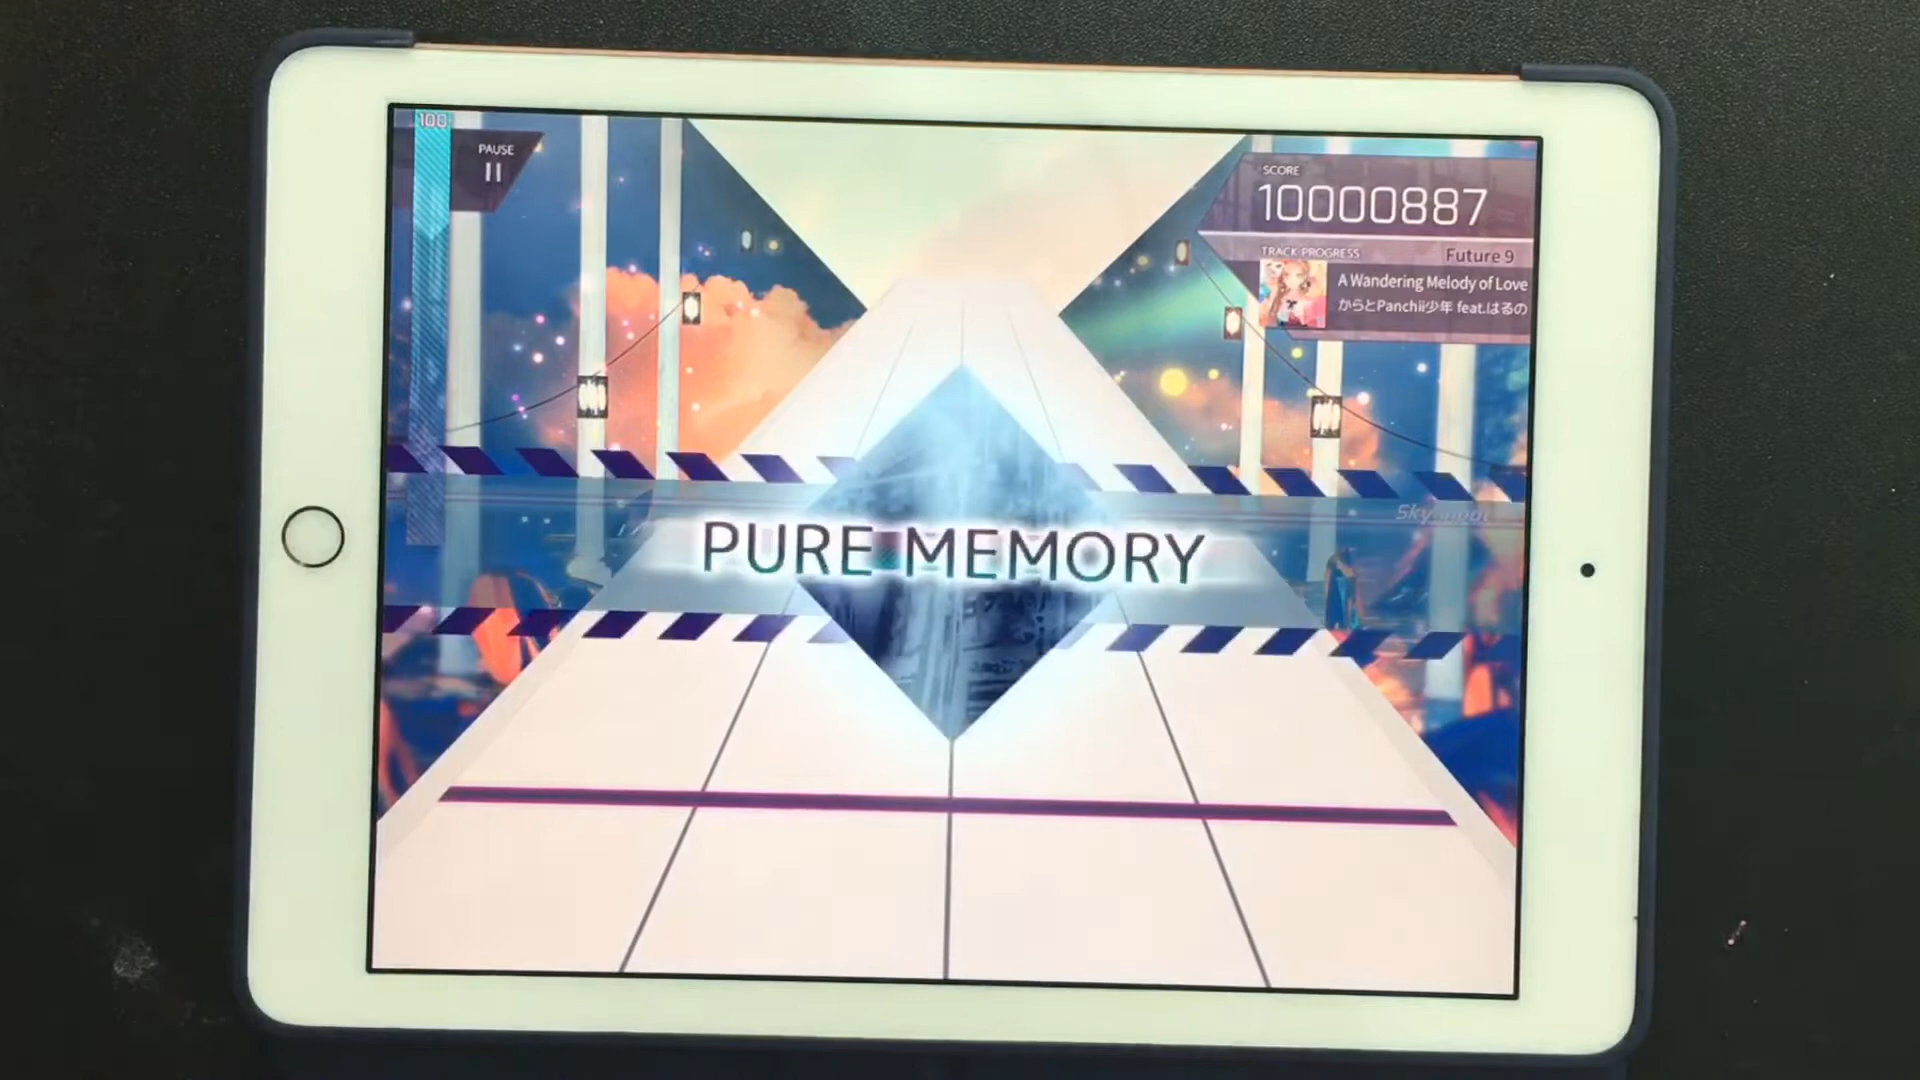 100
PAUSE
SCORE
10000887
TRACK PROGRESS
Future 9
A Wandering Melody of Love
からとPanchii少年 feat.はるの
PURE MEMORY